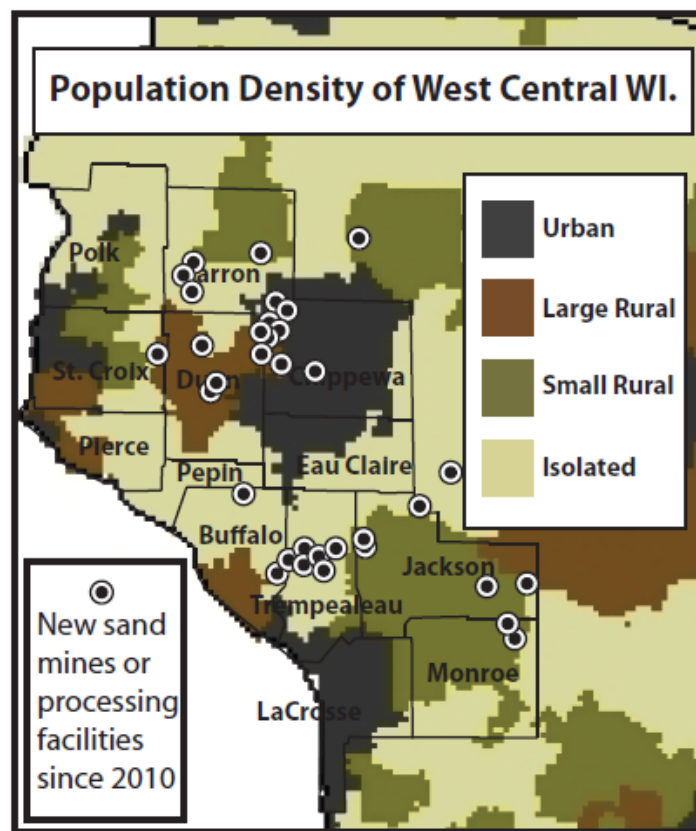 Population Density of West Central WI.
Urban
Large Rural
Small Rural
Isolated
Polk
Barron
St. Croix
Dunn
Chippewa
Pierce
Pepin
Eau Claire
Buffalo
Jackson
Trempealeau
Monroe
LaCrosse
New sand
mines or
processing
facilities
since 2010